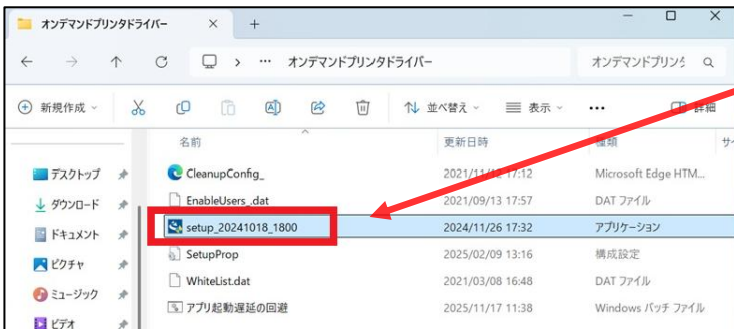 オンデマンドプリンタドライバー
… オンデマンドプリンタドライバー オンデマンドプリンタ
新規作成 並べ替え 表示 … 詳細
名前 更新日時 種類 サイ
デスクトップ
ダウンロード
ドキュメント
ピクチャ
ミュージック
ビデオ
CleanupConfig_ 2021/11/12 17:12 Microsoft Edge HTM...
EnableUsers_.dat 2021/09/13 17:57 DAT ファイル
setup_20241018_1800 2024/11/26 17:32 アプリケーション
SetupProp 2025/02/09 13:16 構成設定
WhiteList.dat 2021/03/08 16:48 DAT ファイル
アプリ起動遅延の回避 2025/11/17 11:38 Windows バッチ ファイル